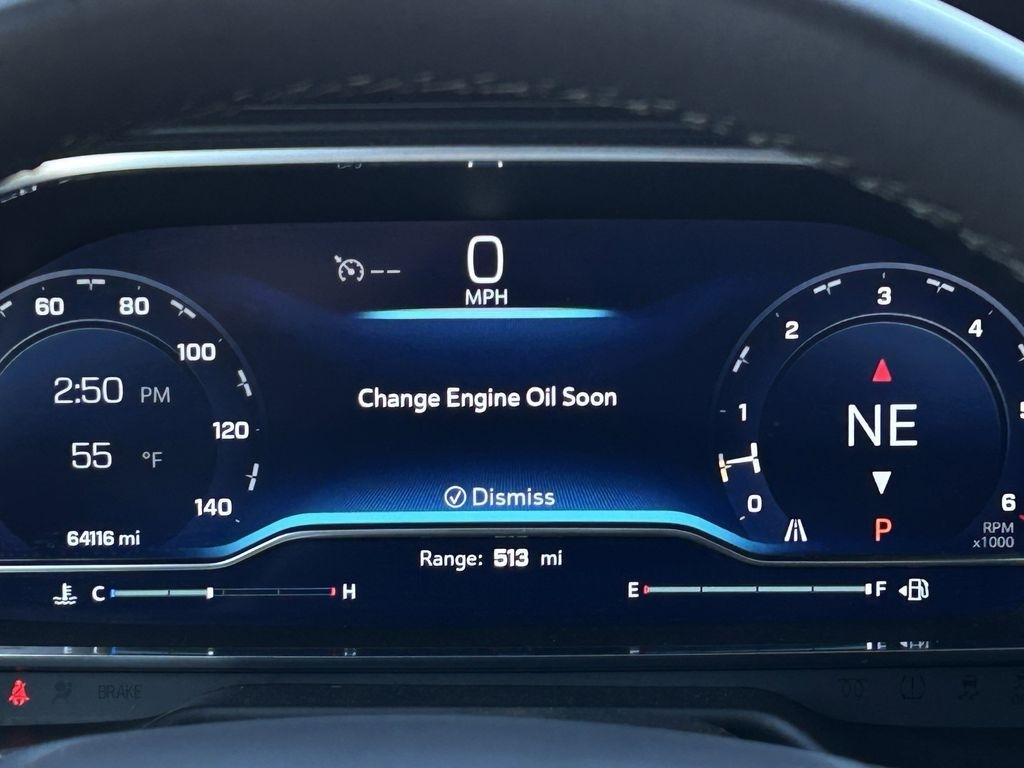 0
MPH
60 80
100
120
140
2:50 PM
55 °F
64116 mi
Change Engine Oil Soon
Dismiss
Range: 513 mi
C H
E F
3
2 4
1 5
0 6
NE
P
RPM
x1000
BRAKE